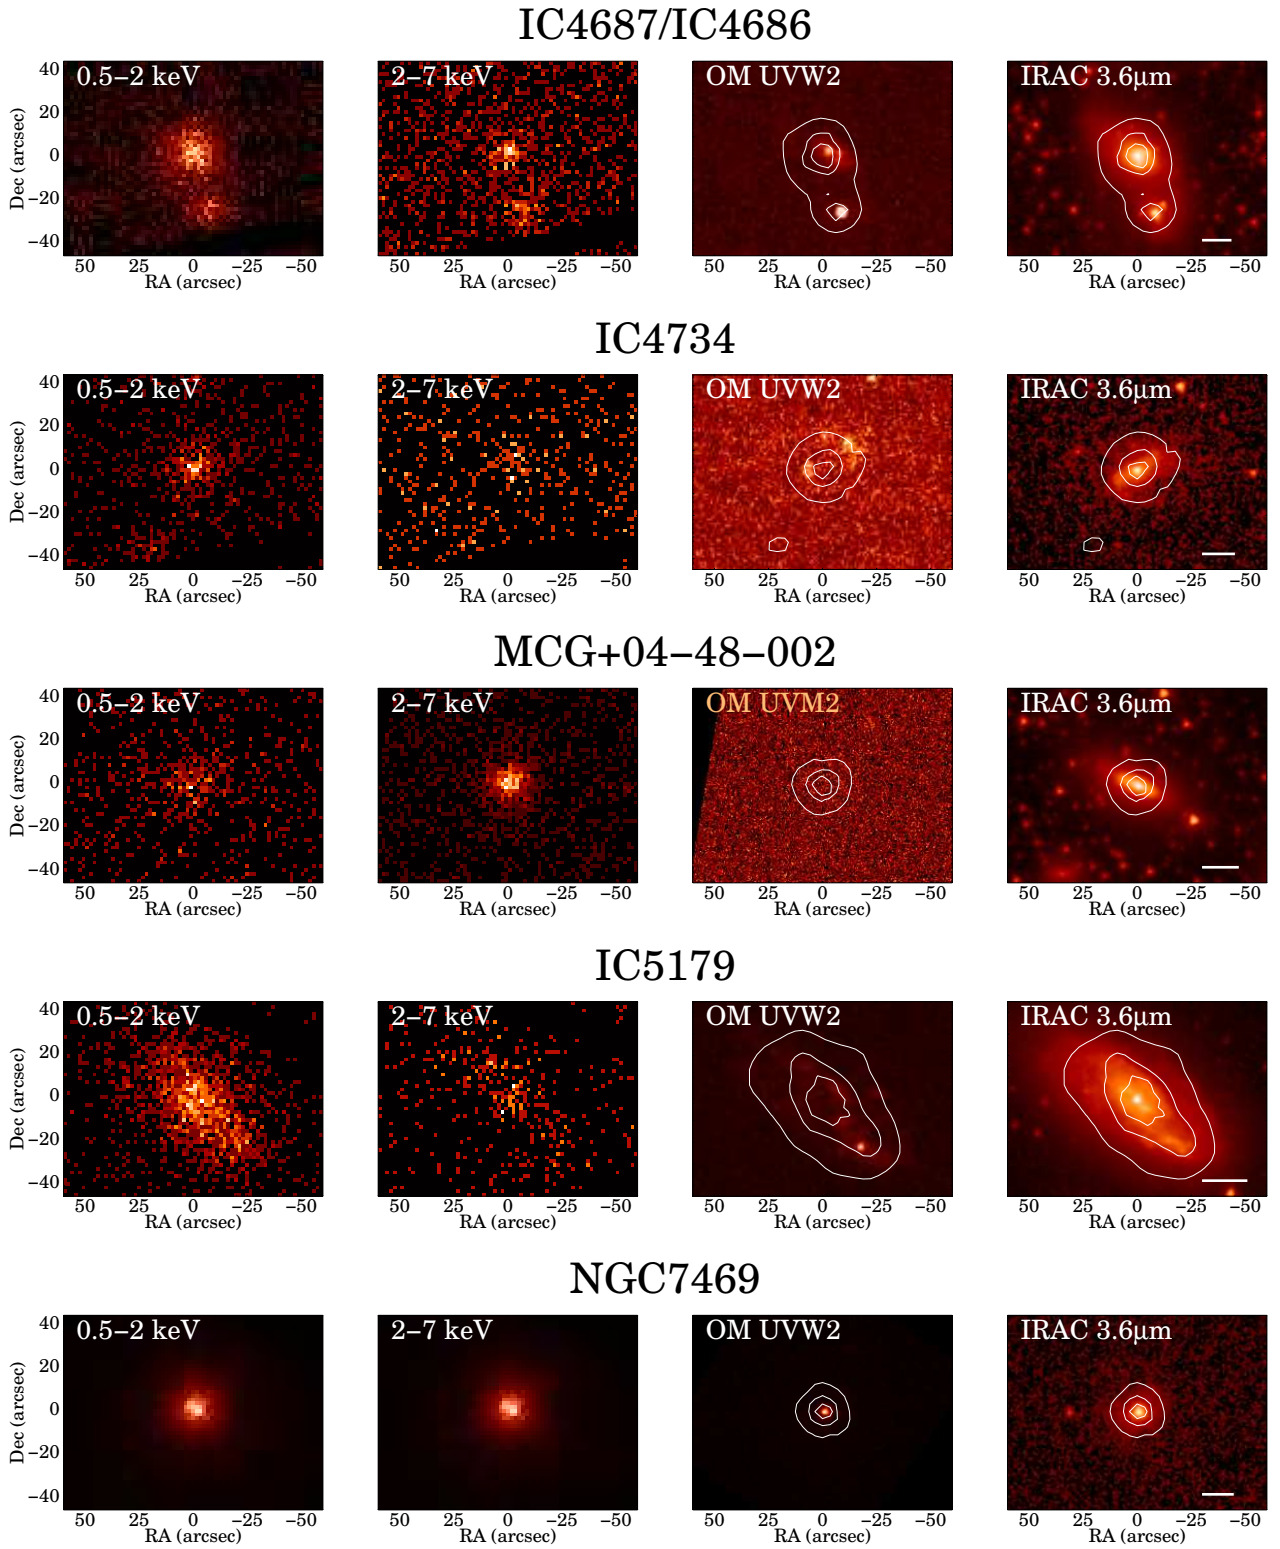 IC4687/IC4686
0.5−2 keV 2−7 keV OM UVW2 IRAC 3.6μm
40
20
0
−20
−40
Dec (arcsec)
50 25 0 −25 −50 50 25 0 −25 −50 50 25 0 −25 −50 50 25 0 −25 −50
RA (arcsec) RA (arcsec) RA (arcsec) RA (arcsec)
IC4734
0.5−2 keV 2−7 keV OM UVW2 IRAC 3.6μm
40
20
0
−20
−40
Dec (arcsec)
50 25 0 −25 −50 50 25 0 −25 −50 50 25 0 −25 −50 50 25 0 −25 −50
RA (arcsec) RA (arcsec) RA (arcsec) RA (arcsec)
MCG+04−48−002
0.5−2 keV 2−7 keV OM UVM2 IRAC 3.6μm
40
20
0
−20
−40
Dec (arcsec)
50 25 0 −25 −50 50 25 0 −25 −50 50 25 0 −25 −50 50 25 0 −25 −50
RA (arcsec) RA (arcsec) RA (arcsec) RA (arcsec)
IC5179
0.5−2 keV 2−7 keV OM UVW2 IRAC 3.6μm
40
20
0
−20
−40
Dec (arcsec)
50 25 0 −25 −50 50 25 0 −25 −50 50 25 0 −25 −50 50 25 0 −25 −50
RA (arcsec) RA (arcsec) RA (arcsec) RA (arcsec)
NGC7469
0.5−2 keV 2−7 keV OM UVW2 IRAC 3.6μm
40
20
0
−20
−40
Dec (arcsec)
50 25 0 −25 −50 50 25 0 −25 −50 50 25 0 −25 −50 50 25 0 −25 −50
RA (arcsec) RA (arcsec) RA (arcsec) RA (arcsec)